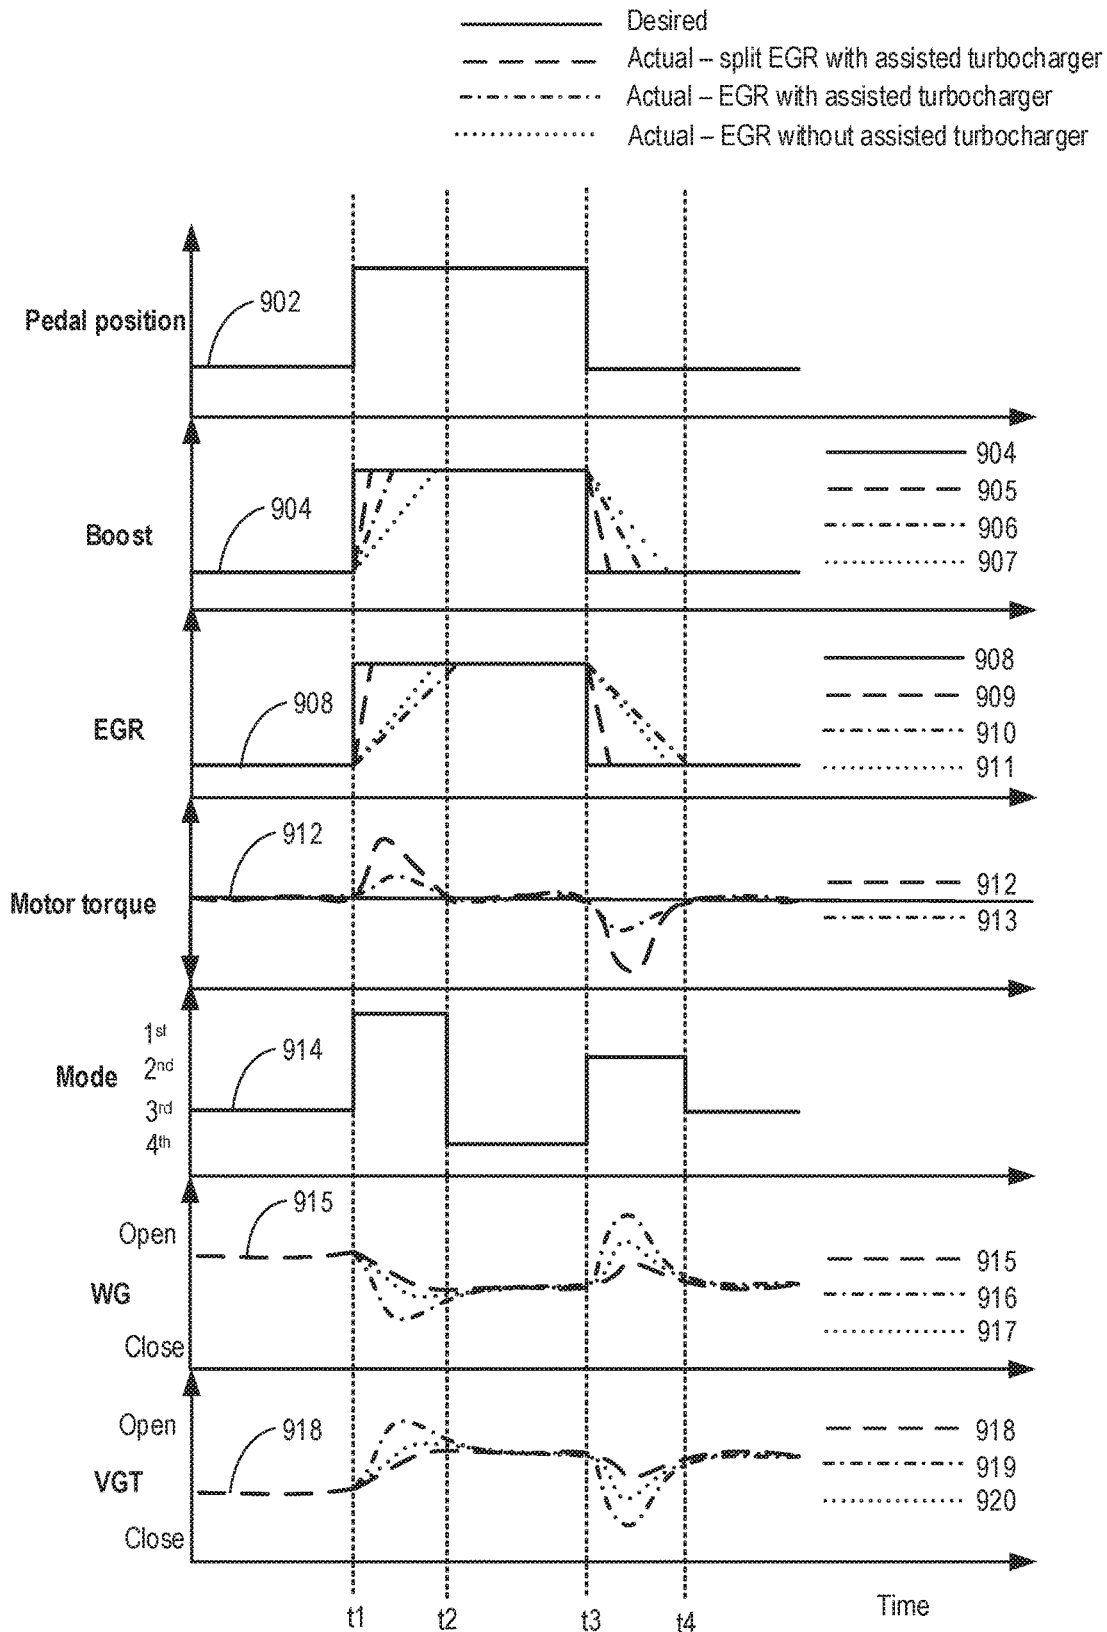 Desired
Actual – split EGR with assisted turbocharger
Actual – EGR with assisted turbocharger
Actual – EGR without assisted turbocharger
Pedal position
902
Boost
904
904
905
906
907
EGR
908
908
909
910
911
Motor torque
912
912
913
Mode
1st
2nd
3rd
4th
914
Open
WG
Close
915
915
916
917
Open
VGT
Close
918
918
919
920
t1
t2
t3
t4
Time